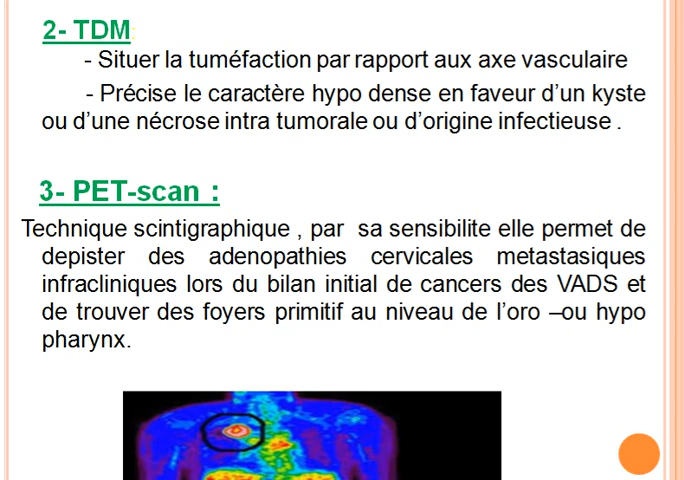 2- TDM:
- Situer la tuméfaction par rapport aux axe vasculaire
- Précise le caractère hypo dense en faveur d’un kyste
ou d’une nécrose intra tumorale ou d’origine infectieuse .
3- PET-scan :
Technique scintigraphique , par sa sensibilite elle permet de
depister des adenopathies cervicales metastasiques
infracliniques lors du bilan initial de cancers des VADS et
de trouver des foyers primitif au niveau de l’oro –ou hypo
pharynx.